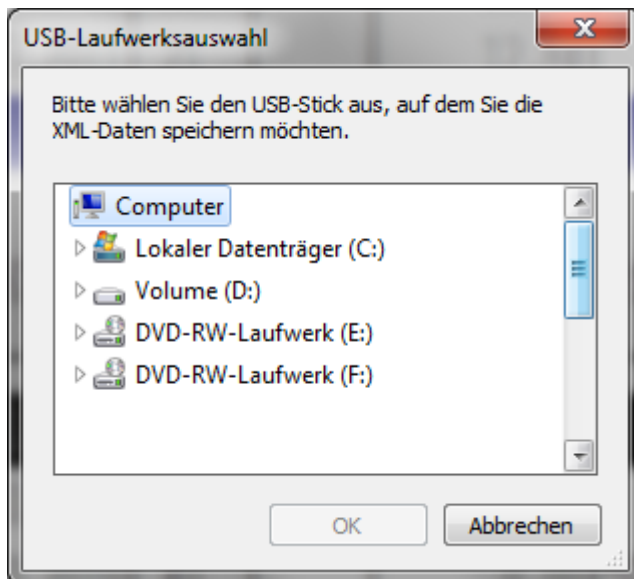 USB-Laufwerksauswahl
Bitte wählen Sie den USB-Stick aus, auf dem Sie die
XML-Daten speichern möchten.
Computer
Lokaler Datenträger (C:)
Volume (D:)
DVD-RW-Laufwerk (E:)
DVD-RW-Laufwerk (F:)
OK
Abbrechen